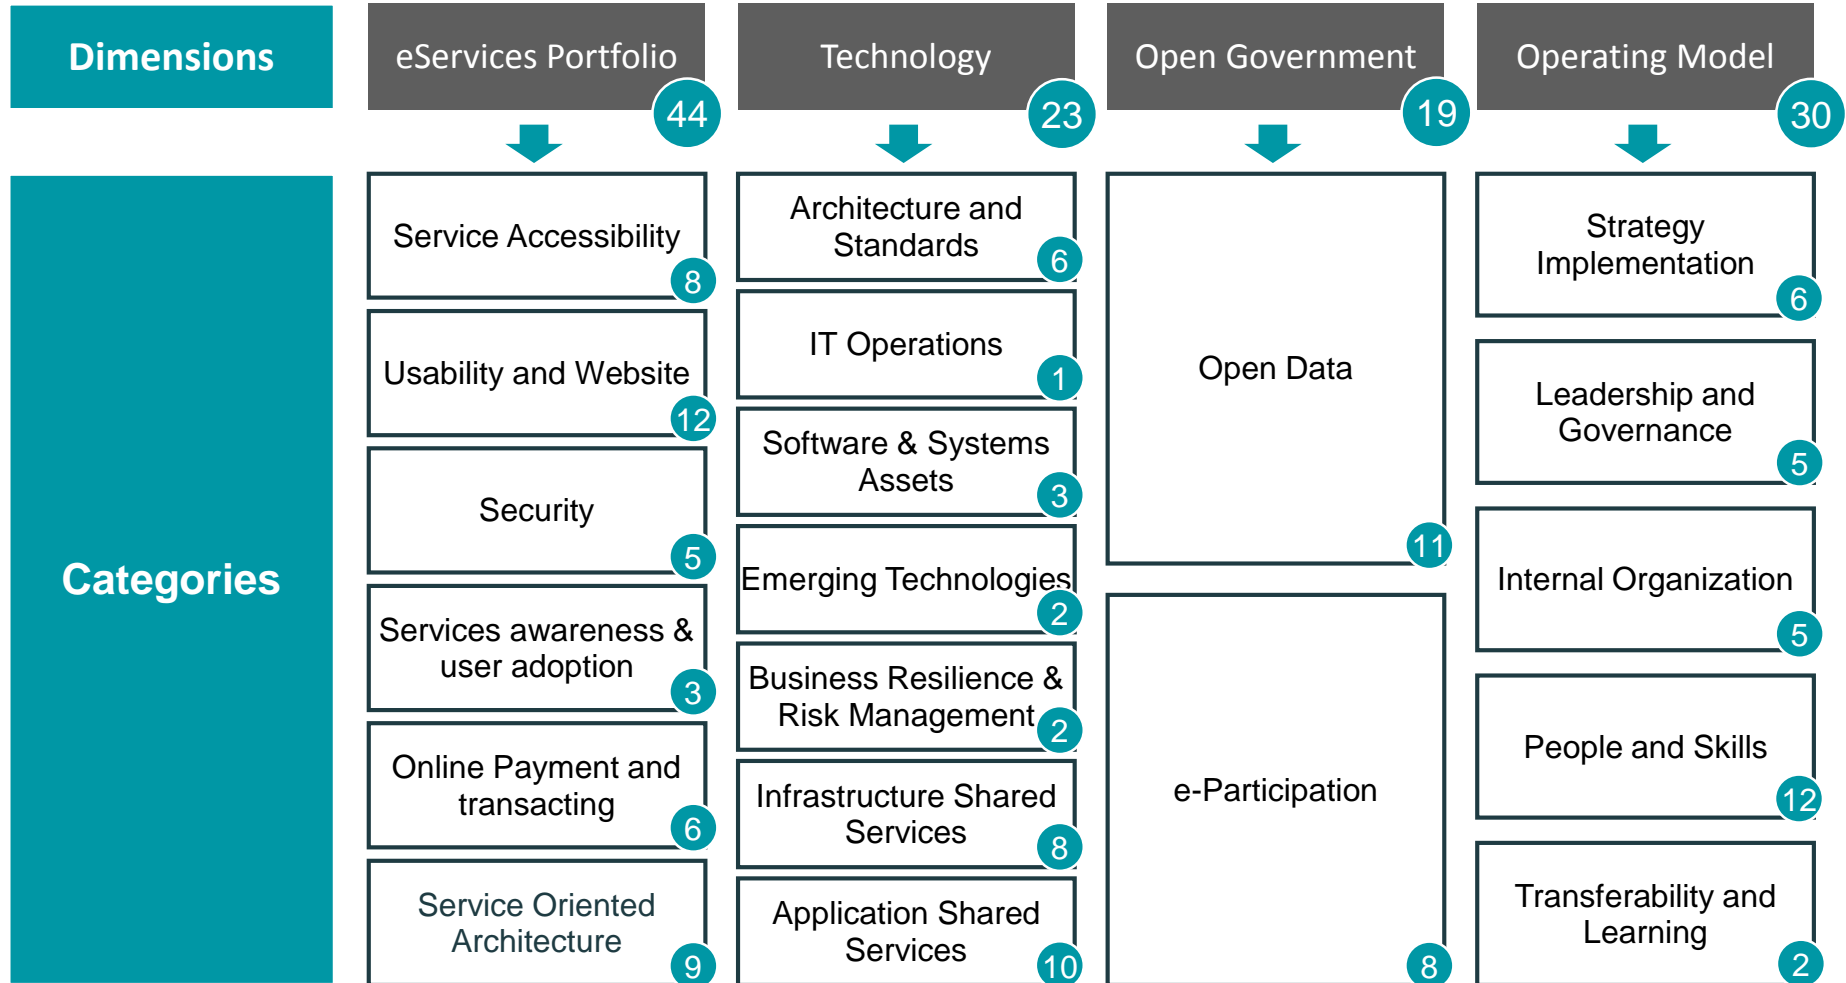 Dimensions
eServices Portfolio
44
Technology
23
Open Government
19
Operating Model
30
Categories
Service Accessibility
8
Usability and Website
12
Security
5
Services awareness &
user adoption
3
Online Payment and
transacting
6
Service Oriented
Architecture
9
Architecture and
Standards
6
IT Operations
1
Software & Systems
Assets
3
Emerging Technologies
2
Business Resilience &
Risk Management
2
Infrastructure Shared
Services
8
Application Shared
Services
10
Open Data
11
e-Participation
8
Strategy
Implementation
6
Leadership and
Governance
5
Internal Organization
5
People and Skills
12
Transferability and
Learning
2